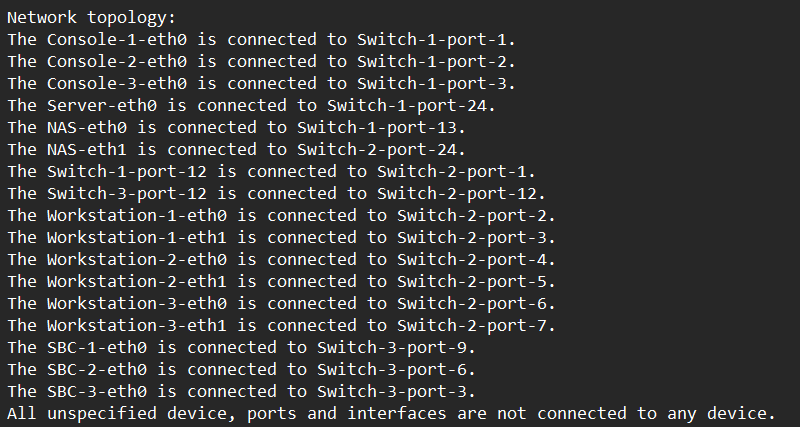 Network topology:
The Console-1-eth0 is connected to Switch-1-port-1.
The Console-2-eth0 is connected to Switch-1-port-2.
The Console-3-eth0 is connected to Switch-1-port-3.
The Server-eth0 is connected to Switch-1-port-24.
The NAS-eth0 is connected to Switch-1-port-13.
The NAS-eth1 is connected to Switch-2-port-24.
The Switch-1-port-12 is connected to Switch-2-port-1.
The Switch-3-port-12 is connected to Switch-2-port-12.
The Workstation-1-eth0 is connected to Switch-2-port-2.
The Workstation-1-eth1 is connected to Switch-2-port-3.
The Workstation-2-eth0 is connected to Switch-2-port-4.
The Workstation-2-eth1 is connected to Switch-2-port-5.
The Workstation-3-eth0 is connected to Switch-2-port-6.
The Workstation-3-eth1 is connected to Switch-2-port-7.
The SBC-1-eth0 is connected to Switch-3-port-9.
The SBC-2-eth0 is connected to Switch-3-port-6.
The SBC-3-eth0 is connected to Switch-3-port-3.
All unspecified device, ports and interfaces are not connected to any device.